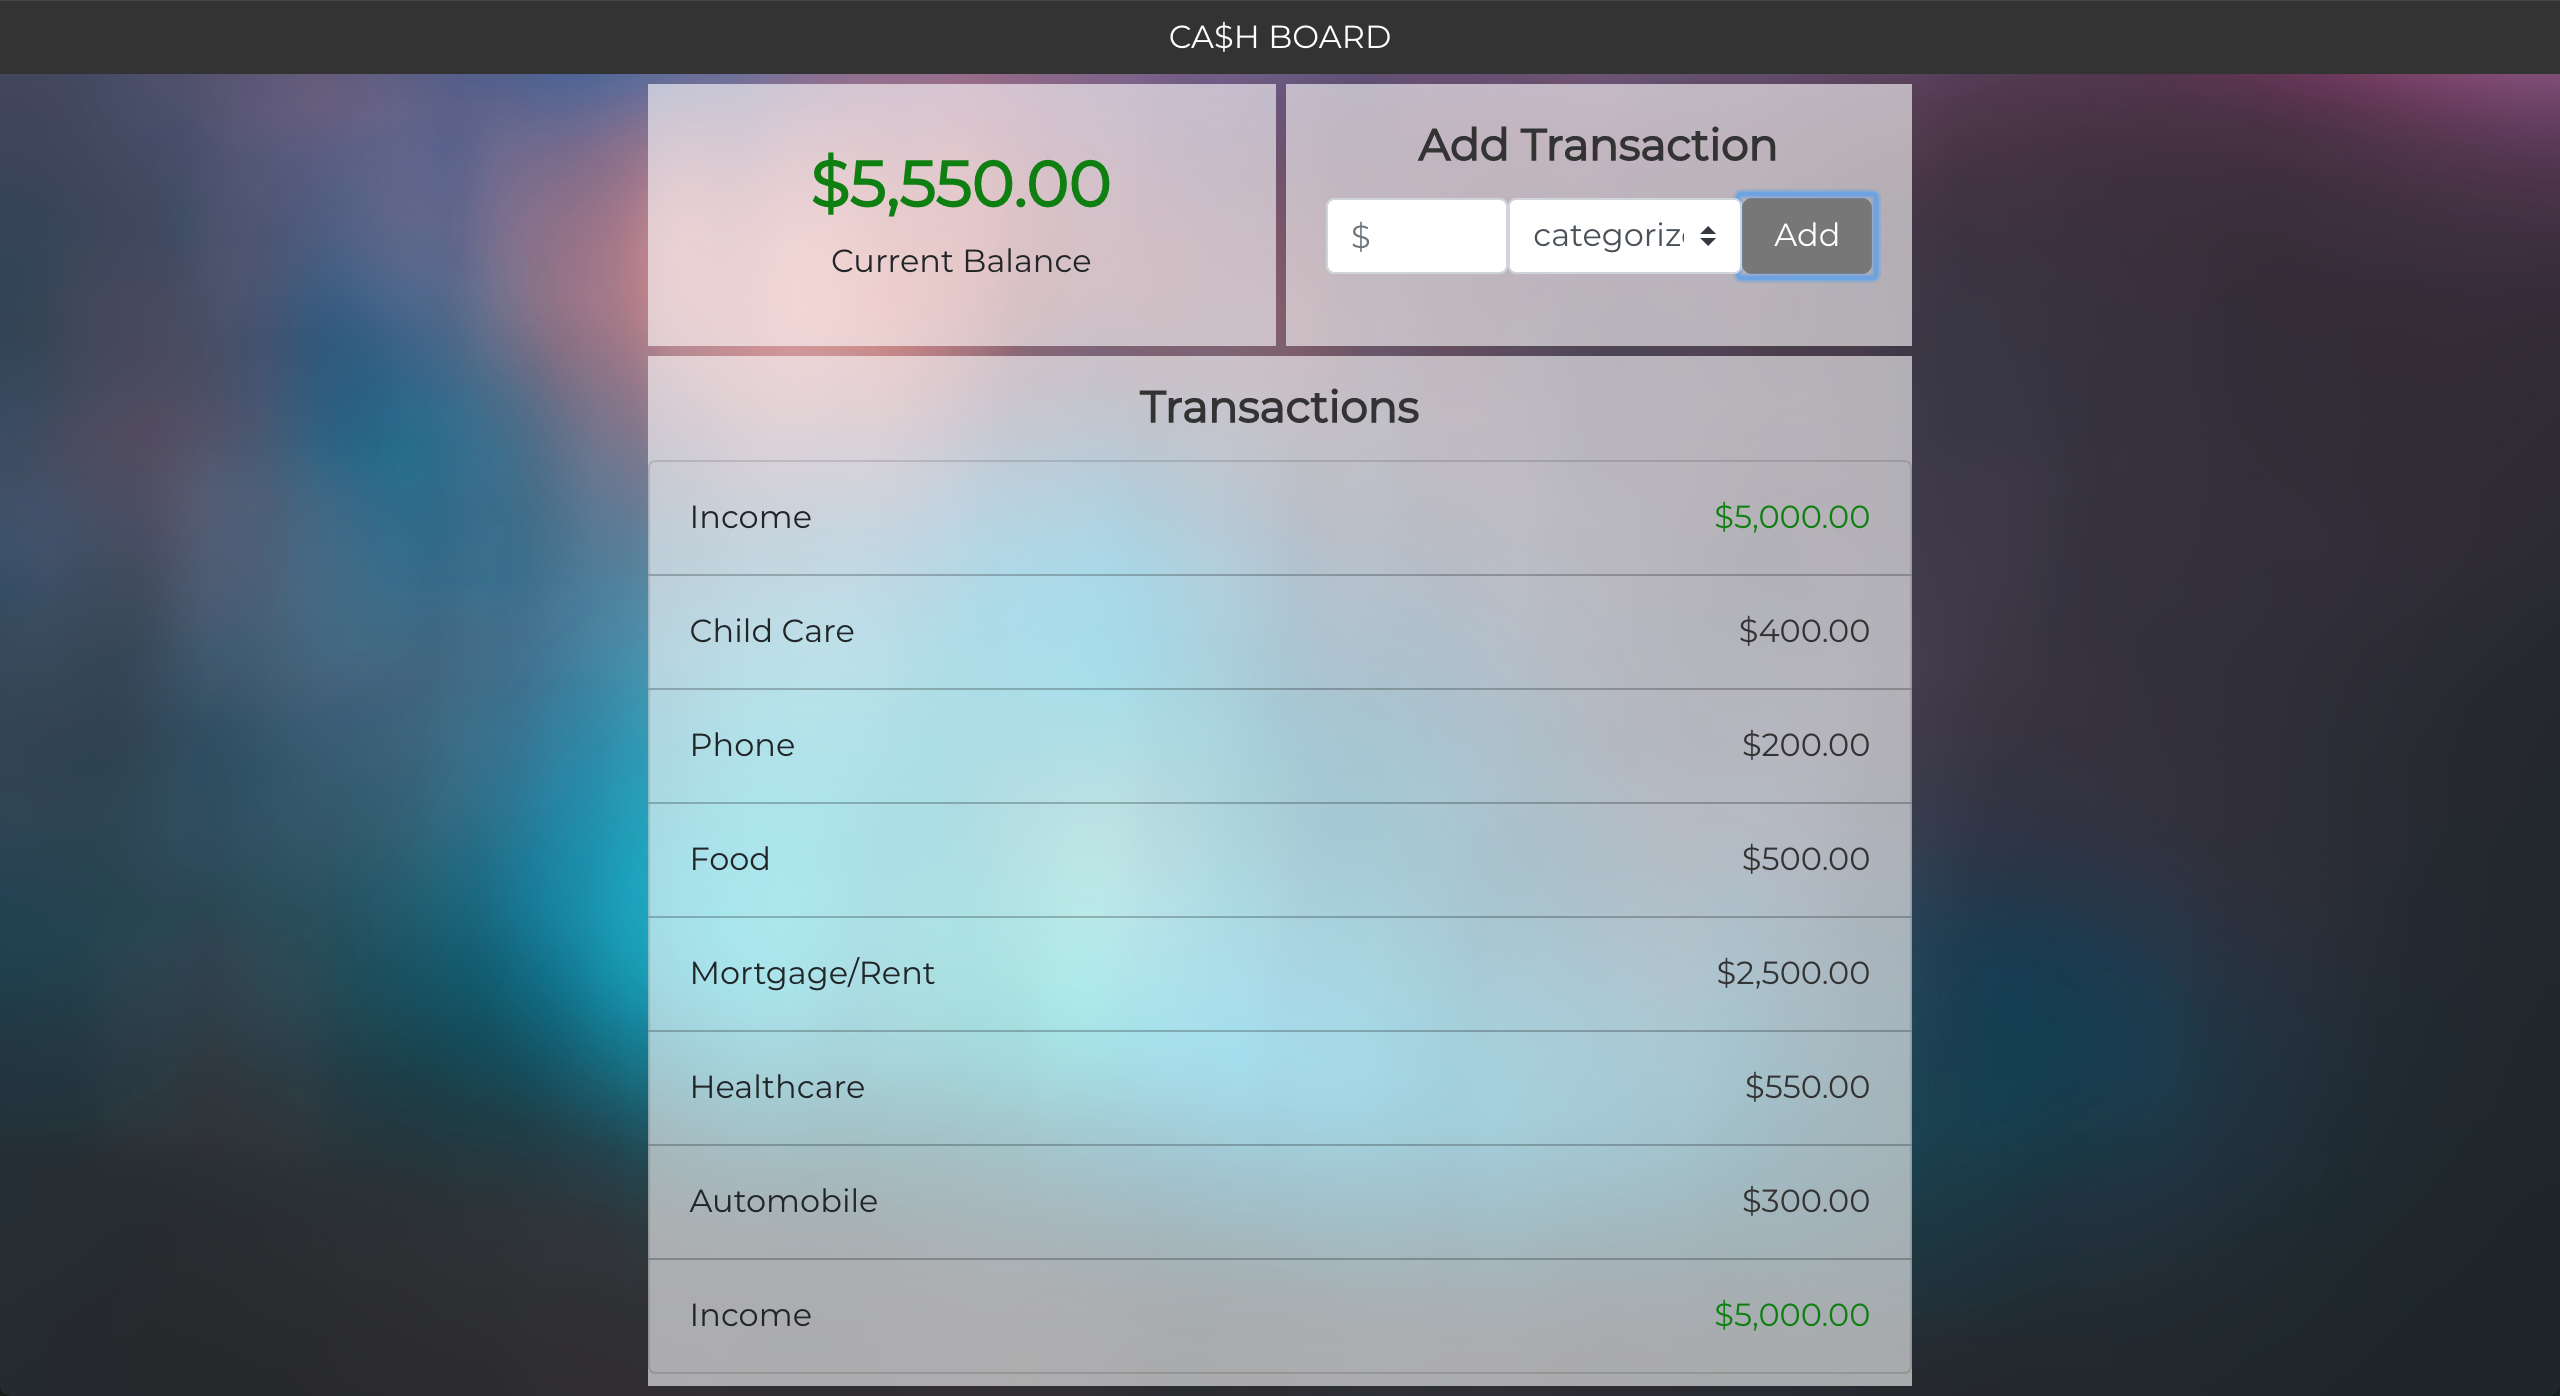 CA$H BOARD
$5,550.00
Current Balance
Add Transaction
$ categoriz Add
Transactions
Income $5,000.00
Child Care $400.00
Phone $200.00
Food $500.00
Mortgage/Rent $2,500.00
Healthcare $550.00
Automobile $300.00
Income $5,000.00